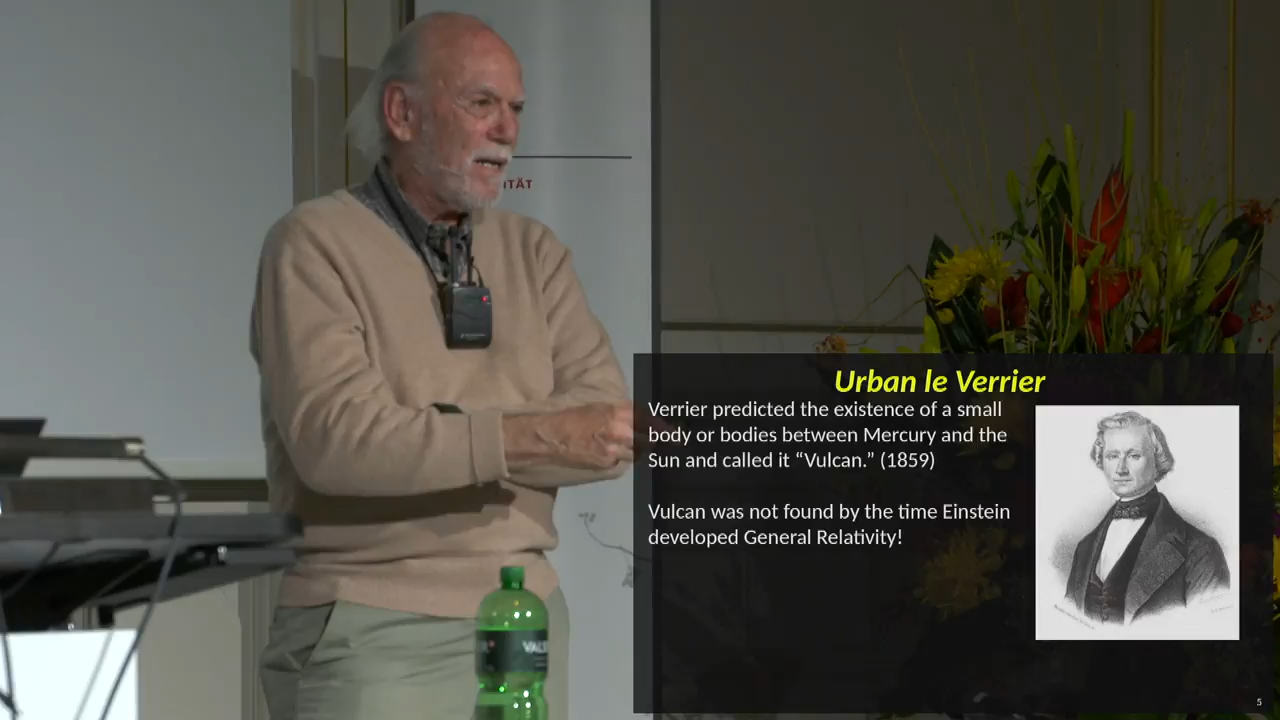 ITÄT
Urban le Verrier
Verrier predicted the existence of a small
body or bodies between Mercury and the
Sun and called it “Vulcan.” (1859)
Vulcan was not found by the time Einstein
developed General Relativity!
5